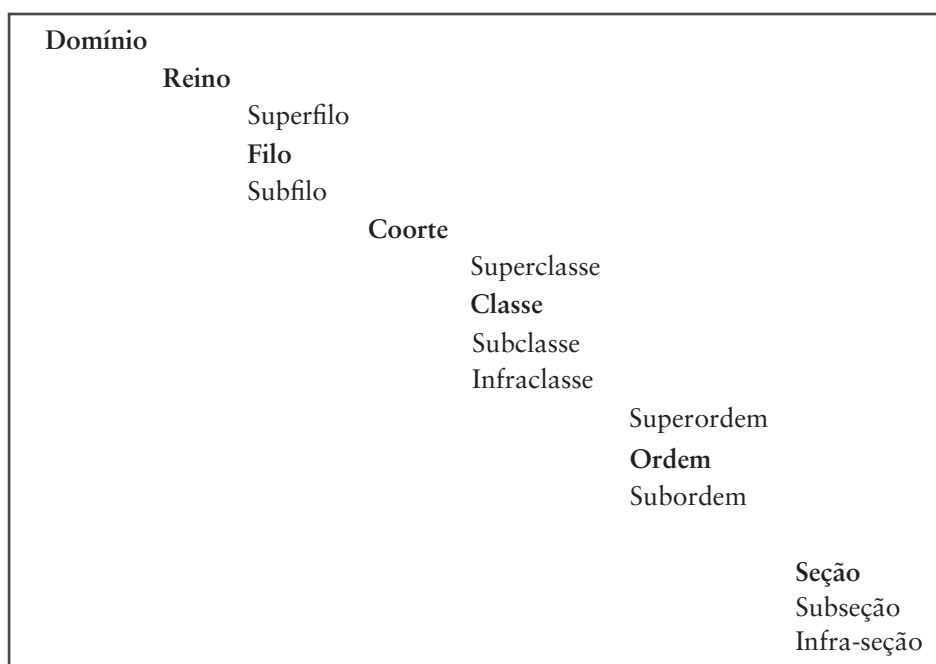 Domínio
Reino
Superfilo
Filo
Subfilo
Coorte
Superclasse
Classe
Subclasse
Infraclasse
Superordem
Ordem
Subordem
Seção
Subseção
Infra-seção